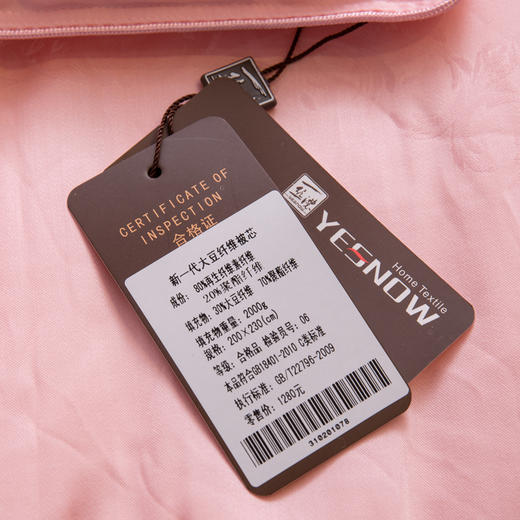 CERTIFICATE OF
INSPECTION
合格证
新一代大豆纤维被芯
成份: 80%再生纤维素纤维
20%聚酯纤维
填充物: 30%大豆纤维 70%聚酯纤维
填充物重量: 2000g
规格: 200×230(cm)
等级: 合格品 检验员号: 06
本品符合GB18401-2010 C类标准
执行标准: GB/T22796-2009
零售价: 1280元
310201078
YESNOW
Home Textile